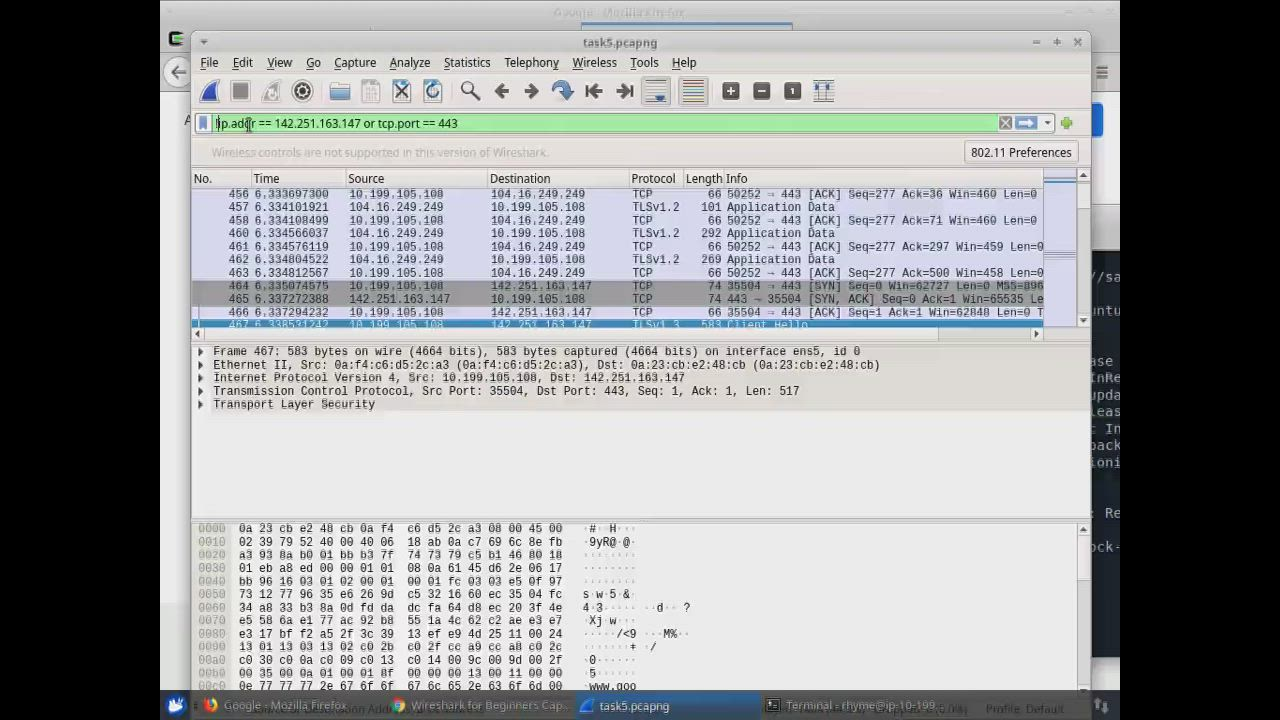 Google - Mozilla Firefox
task5.pcapng
File Edit View Go Capture Analyze Statistics Telephony Wireless Tools Help
ip.addr == 142.251.163.147 or tcp.port == 443
Wireless controls are not supported in this version of Wireshark.
802.11 Preferences
No. Time Source Destination Protocol Length Info
456 6.333697300 10.199.105.108 104.16.249.249 TCP 66 50252 → 443 [ACK] Seq=277 Ack=36 Win=460 Len=0
457 6.334101921 104.16.249.249 10.199.105.108 TLSv1.2 101 Application Data
458 6.334108499 10.199.105.108 104.16.249.249 TCP 66 50252 → 443 [ACK] Seq=277 Ack=71 Win=460 Len=0
460 6.334566037 104.16.249.249 10.199.105.108 TLSv1.2 292 Application Data
461 6.334576119 10.199.105.108 104.16.249.249 TCP 66 50252 → 443 [ACK] Seq=277 Ack=297 Win=459 Len=0
462 6.334804522 104.16.249.249 10.199.105.108 TLSv1.2 269 Application Data
463 6.334812567 10.199.105.108 104.16.249.249 TCP 66 50252 → 443 [ACK] Seq=277 Ack=500 Win=458 Len=0
464 6.335074575 10.199.105.108 142.251.163.147 TCP 74 35504 → 443 [SYN] Seq=0 Win=62727 Len=0 MSS=896
465 6.337272388 142.251.163.147 10.199.105.108 TCP 74 443 → 35504 [SYN, ACK] Seq=0 Ack=1 Win=65535 Le
466 6.337294232 10.199.105.108 142.251.163.147 TCP 66 35504 → 443 [ACK] Seq=1 Ack=1 Win=62848 Len=0 T
467 6.338531242 10.199.105.108 142.251.163.147 TLSv1.3 583 Client Hello
Frame 467: 583 bytes on wire (4664 bits), 583 bytes captured (4664 bits) on interface ens5, id 0
Ethernet II, Src: 0a:f4:c6:d5:2c:a3 (0a:f4:c6:d5:2c:a3), Dst: 0a:23:cb:e2:48:cb (0a:23:cb:e2:48:cb)
Internet Protocol Version 4, Src: 10.199.105.108, Dst: 142.251.163.147
Transmission Control Protocol, Src Port: 35504, Dst Port: 443, Seq: 1, Ack: 1, Len: 517
Transport Layer Security
0000 0a 23 cb e2 48 cb 0a f4 c6 d5 2c a3 08 00 45 00
0010 02 39 79 52 40 00 40 06 18 ab 0a c7 69 6c 8e fb
0020 a3 93 8a b0 01 bb b3 7f 74 73 79 c5 b1 46 80 18
0030 01 eb a8 ed 00 00 01 01 08 0a 61 45 d6 2e 06 17
0040 bb 96 16 03 01 02 00 01 00 01 fc 03 03 e5 0f 97
0050 73 12 77 96 35 e6 26 9d c5 32 16 60 ec 35 04 fc
0060 34 a8 33 b3 8a 0d fd da dc fa 64 d8 ec 20 3f 4e
0070 e5 58 6a e1 77 ac 92 b8 55 1a 4c 62 c2 ae e3 e7
0080 e3 17 bf f2 a5 2f 3c 39 13 ef e9 4d 25 11 00 24
0090 13 01 13 03 13 02 c0 2b c0 2f cc a9 cc a8 c0 2c
00a0 c0 30 c0 0a c0 09 c0 13 c0 14 00 9c 00 9d 00 2f
00b0 00 35 00 0a 01 00 01 8f 00 00 00 13 00 11 00 00
00c0 0e 77 77 77 2e 67 6f 6f 67 6c 65 2e 63 6f 6d 00 www.goo
Google - Mozilla Firefox
Wireshark for Beginners Cap...
task5.pcapng
Terminal - rhyme@ip-10-199...